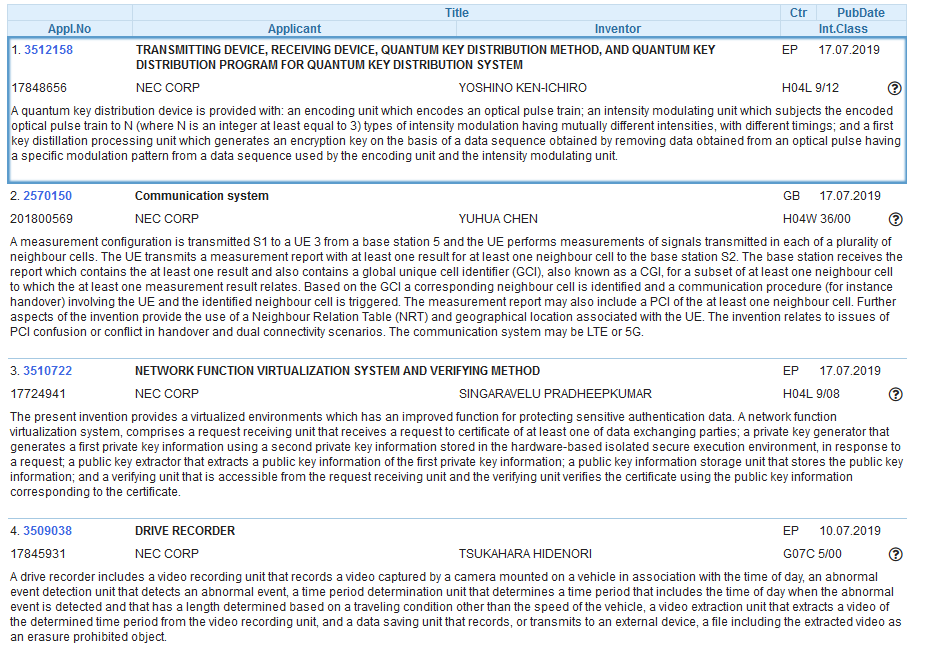 Title Ctr PubDate
Appl.No Applicant Inventor Int.Class
1. 3512158 TRANSMITTING DEVICE, RECEIVING DEVICE, QUANTUM KEY DISTRIBUTION METHOD, AND QUANTUM KEY EP 17.07.2019
DISTRIBUTION PROGRAM FOR QUANTUM KEY DISTRIBUTION SYSTEM
17848656 NEC CORP YOSHINO KEN-ICHIRO H04L 9/12 ?
A quantum key distribution device is provided with: an encoding unit which encodes an optical pulse train; an intensity modulating unit which subjects the encoded
optical pulse train to N (where N is an integer at least equal to 3) types of intensity modulation having mutually different intensities, with different timings; and a first
key distillation processing unit which generates an encryption key on the basis of a data sequence obtained by removing data obtained from an optical pulse having
a specific modulation pattern from a data sequence used by the encoding unit and the intensity modulating unit.
2. 2570150 Communication system GB 17.07.2019
201800569 NEC CORP YUHUA CHEN H04W 36/00 ?
A measurement configuration is transmitted S1 to a UE 3 from a base station 5 and the UE performs measurements of signals transmitted in each of a plurality of
neighbour cells. The UE transmits a measurement report with at least one result for at least one neighbour cell to the base station S2. The base station receives the
report which contains the at least one result and also contains a global unique cell identifier (GCI), also known as a CGI, for a subset of at least one neighbour cell
to which the at least one measurement result relates. Based on the GCI a corresponding neighbour cell is identified and a communication procedure (for instance
handover) involving the UE and the identified neighbour cell is triggered. The measurement report may also include a PCI of the at least one neighbour cell. Further
aspects of the invention provide the use of a Neighbour Relation Table (NRT) and geographical location associated with the UE. The invention relates to issues of
PCI confusion or conflict in handover and dual connectivity scenarios. The communication system may be LTE or 5G.
3. 3510722 NETWORK FUNCTION VIRTUALIZATION SYSTEM AND VERIFYING METHOD EP 17.07.2019
17724941 NEC CORP SINGARAVELU PRADHEEPKUMAR H04L 9/08 ?
The present invention provides a virtualized environments which has an improved function for protecting sensitive authentication data. A network function
virtualization system, comprises a request receiving unit that receives a request to certificate of at least one of data exchanging parties; a private key generator that
generates a first private key information using a second private key information stored in the hardware-based isolated secure execution environment, in response to
a request; a public key extractor that extracts a public key information of the first private key information; a public key information storage unit that stores the public key
information; and a verifying unit that is accessible from the request receiving unit and the verifying unit verifies the certificate using the public key information
corresponding to the certificate.
4. 3509038 DRIVE RECORDER EP 10.07.2019
17845931 NEC CORP TSUKAHARA HIDENORI G07C 5/00 ?
A drive recorder includes a video recording unit that records a video captured by a camera mounted on a vehicle in association with the time of day, an abnormal
event detection unit that detects an abnormal event, a time period determination unit that determines a time period that includes the time of day when the abnormal
event is detected and that has a length determined based on a traveling condition other than the speed of the vehicle, a video extraction unit that extracts a video of
the determined time period from the video recording unit, and a data saving unit that records, or transmits to an external device, a file including the extracted video as
an erasure prohibited object.